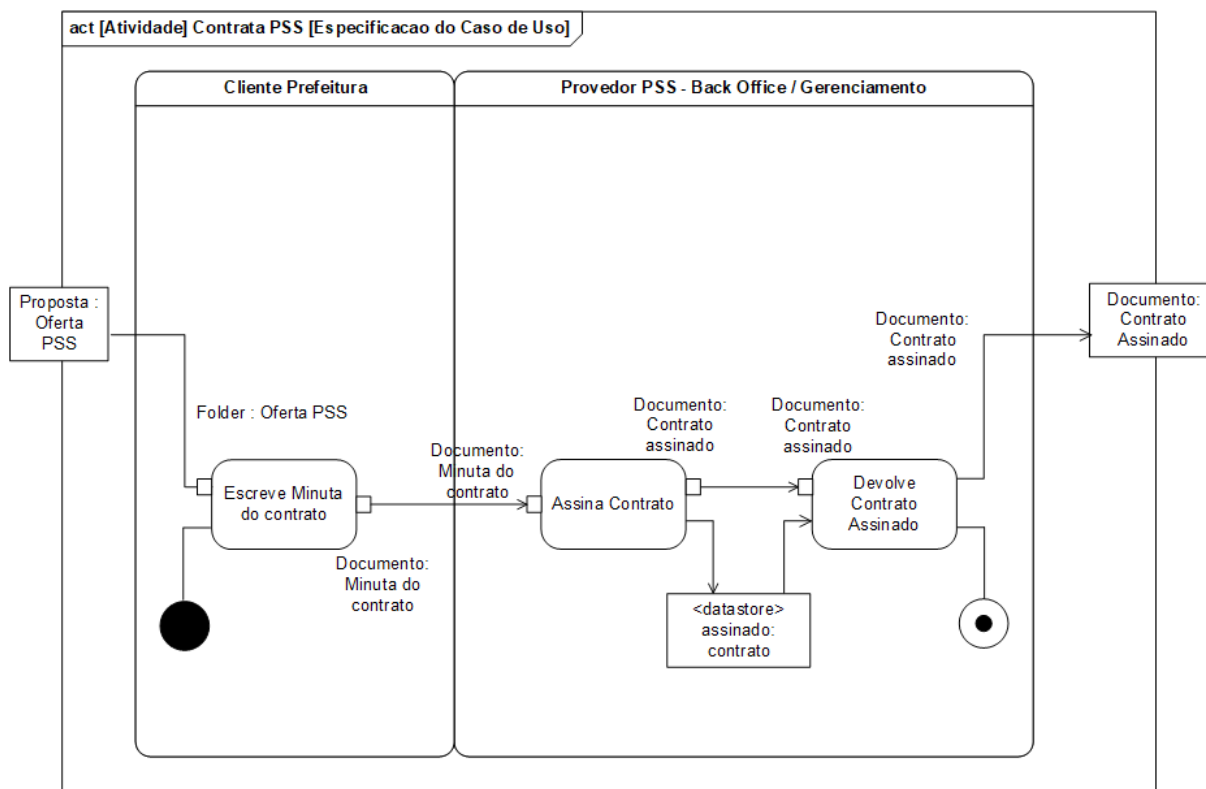 act [Atividade] Contrata PSS [Especificacao do Caso de Uso]
Cliente Prefeitura
Provedor PSS - Back Office / Gerenciamento
Proposta :
Oferta
PSS
Folder : Oferta PSS
Escreve Minuta
do contrato
Documento:
Minuta do
contrato
Documento:
Minuta do
contrato
Assina Contrato
Documento:
Contrato
assinado
Documento:
Contrato
assinado
Devolve
Contrato
Assinado
<datastore>
assinado:
contrato
Documento:
Contrato
assinado
Documento:
Contrato
Assinado